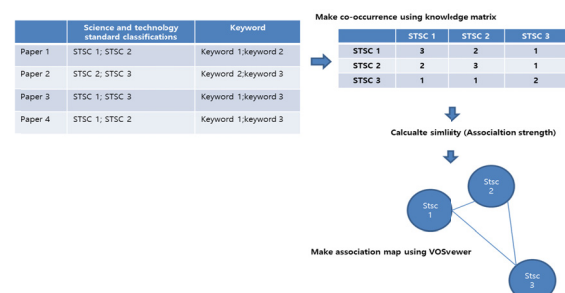 Science and technology standard classifications Keyword
Paper 1 STSC 1; STSC 2 Keyword 1;keyword 2
Paper 2 STSC 2; STSC 3 Keyword 2;keyword 3
Paper 3 STSC 1; STSC 3 Keyword 1;keyword 3
Paper 4 STSC 1; STSC 2 Keyword 1;keyword 3
Make co-occurrence using knowldge matrix
STSC 1 STSC 2 STSC 3
STSC 1 3 2 1
STSC 2 2 3 1
STSC 3 1 1 2
Calcualte simliity (Associaltion strength)
Stsc
2
Stsc
1
Make association map using VOSvewer
Stsc
3